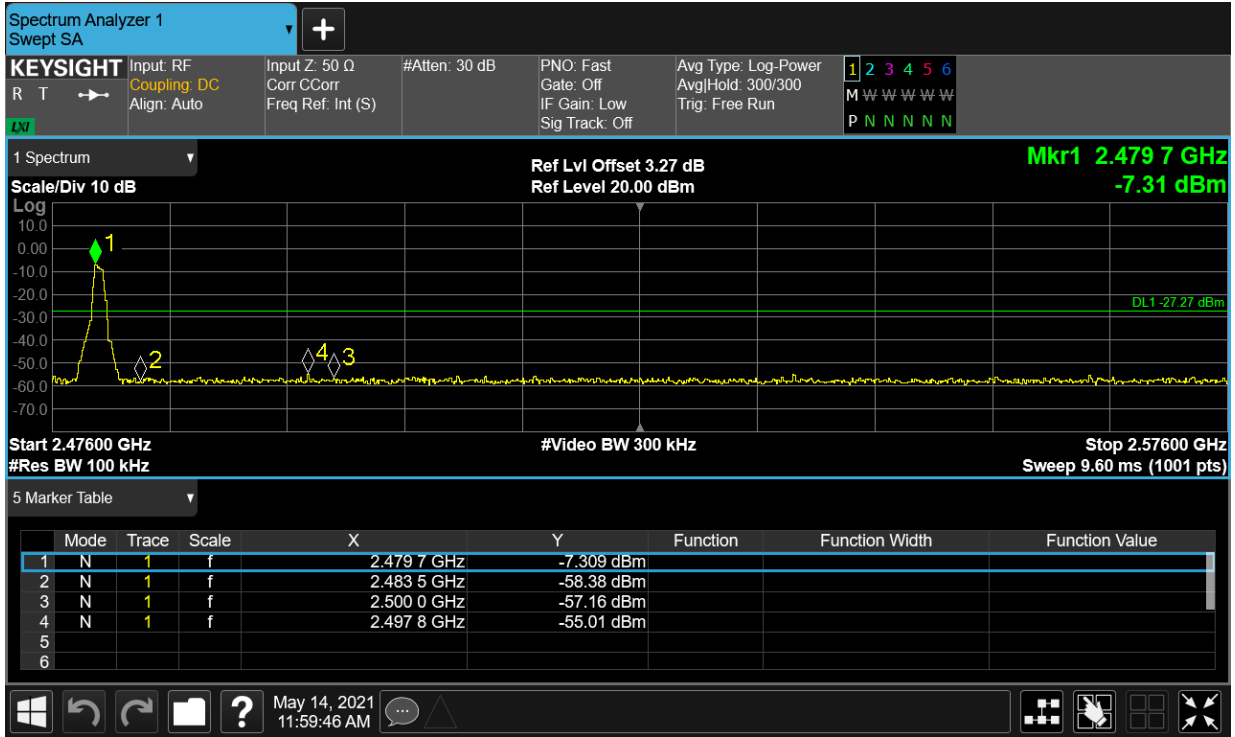 Spectrum Analyzer 1
Swept SA
▼
+
KEYSIGHT
R T
LXI
Input: RF
Coupling: DC
Align: Auto
Input Z: 50 Ω
Corr CCorr
Freq Ref: Int (S)
#Atten: 30 dB
PNO: Fast
Gate: Off
IF Gain: Low
Sig Track: Off
Avg Type: Log-Power
Avg|Hold: 300/300
Trig: Free Run
1 2 3 4 5 6
M W W W W W
P N N N N N
1 Spectrum ▼
Scale/Div 10 dB
Ref Lvl Offset 3.27 dB
Ref Level 20.00 dBm
Mkr1 2.479 7 GHz
-7.31 dBm
Log
10.0
0.00
-10.0
-20.0
-30.0
-40.0
-50.0
-60.0
-70.0
1
2
4
3
DL1 -27.27 dBm
Start 2.47600 GHz
#Res BW 100 kHz
#Video BW 300 kHz
Stop 2.57600 GHz
Sweep 9.60 ms (1001 pts)
5 Marker Table ▼
Mode Trace Scale X Y Function Function Width Function Value
1 N 1 f 2.479 7 GHz -7.309 dBm
2 N 1 f 2.483 5 GHz -58.38 dBm
3 N 1 f 2.500 0 GHz -57.16 dBm
4 N 1 f 2.497 8 GHz -55.01 dBm
5
6
?
May 14, 2021
11:59:46 AM